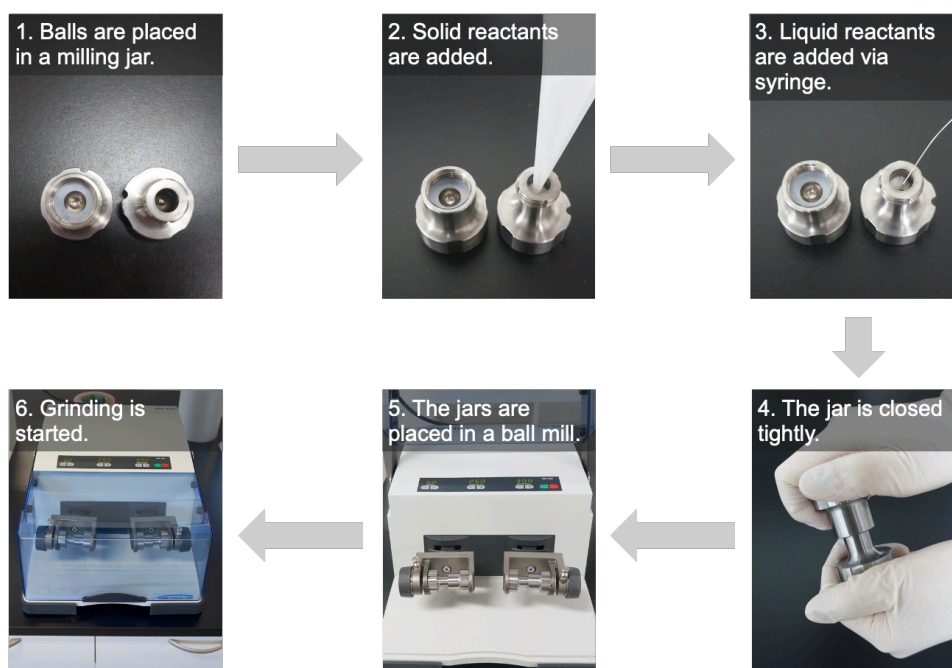 1. Balls are placed
in a milling jar.
2. Solid reactants
are added.
3. Liquid reactants
are added via
syringe.
4. The jar is closed
tightly.
5. The jars are
placed in a ball mill.
6. Grinding is
started.